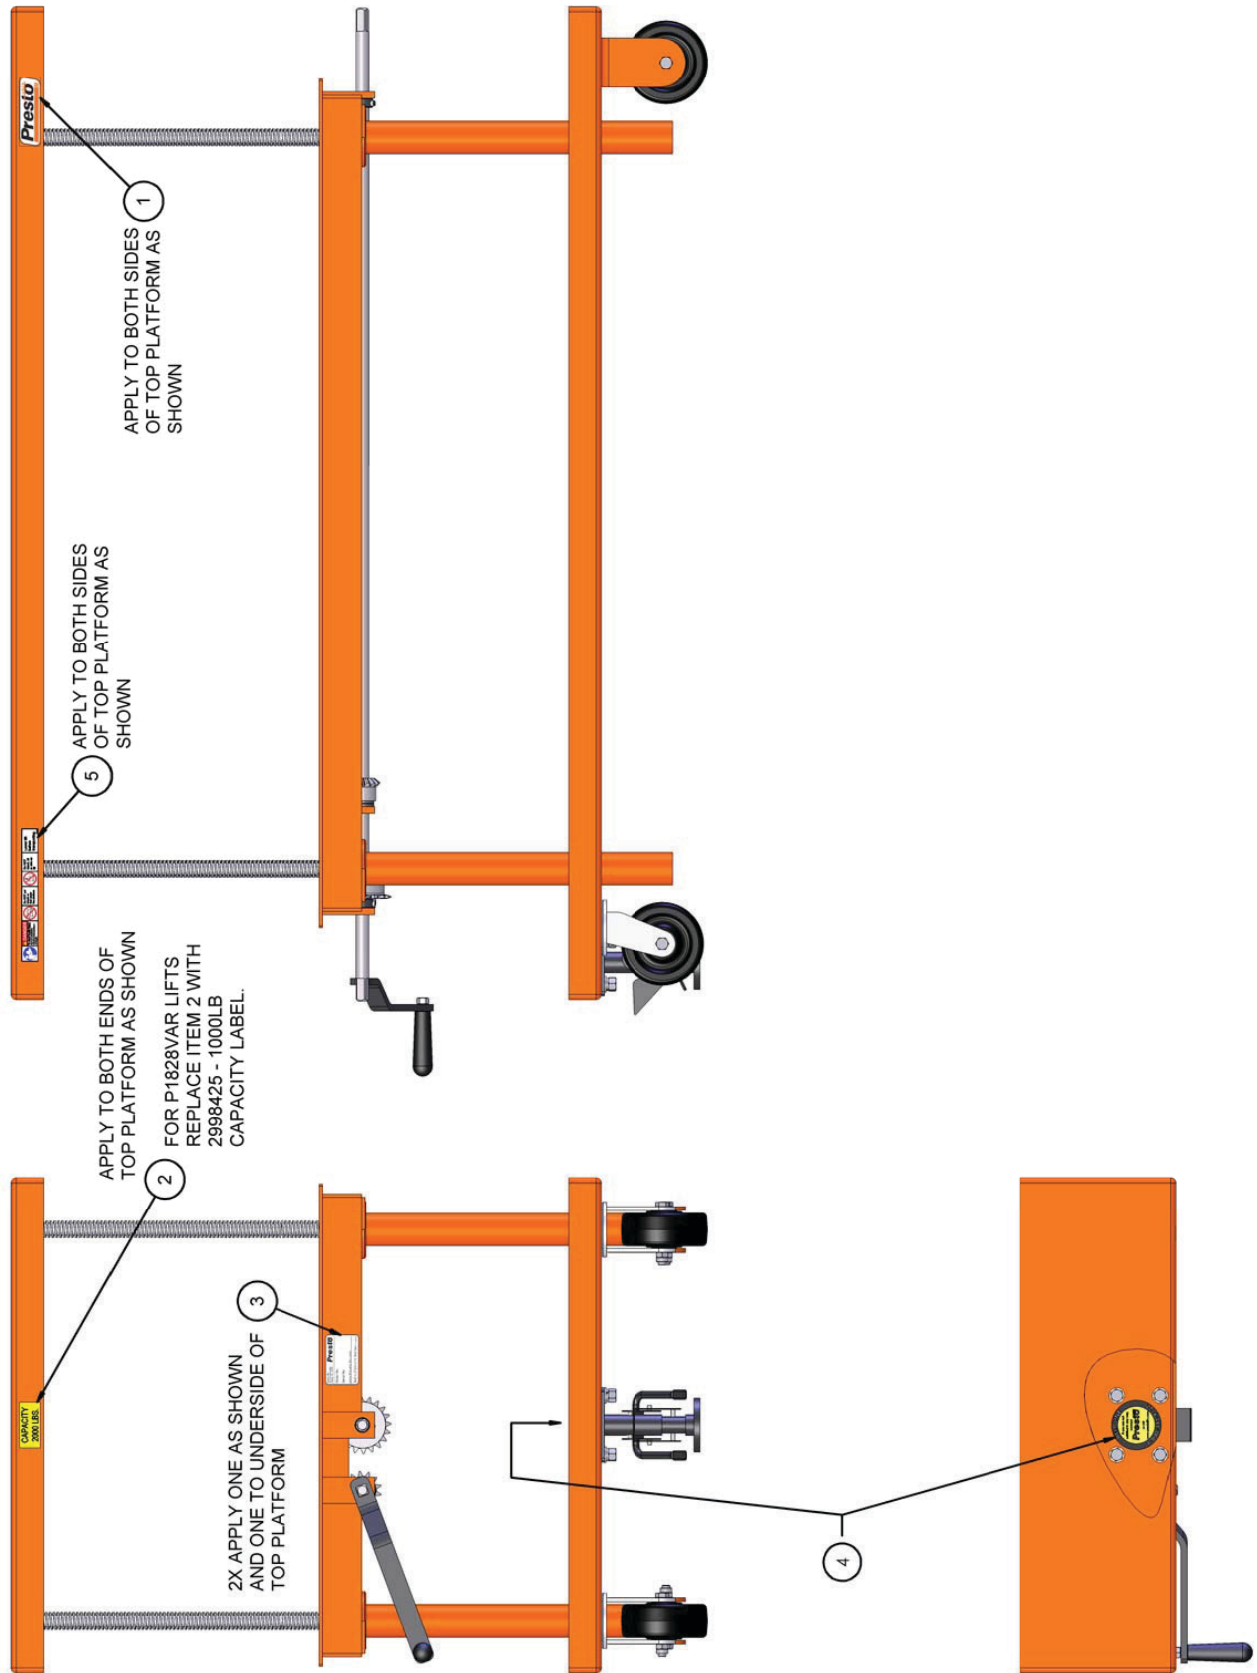 CAPACITY
2000 LBS.
2
APPLY TO BOTH ENDS OF
TOP PLATFORM AS SHOWN
FOR P1828VAR LIFTS
REPLACE ITEM 2 WITH
2998425 - 1000LB
CAPACITY LABEL.
2X APPLY ONE AS SHOWN
AND ONE TO UNDERSIDE OF
TOP PLATFORM
3
Presto
5
APPLY TO BOTH SIDES
OF TOP PLATFORM AS
SHOWN
Presto
1
APPLY TO BOTH SIDES
OF TOP PLATFORM AS
SHOWN
4
Presto